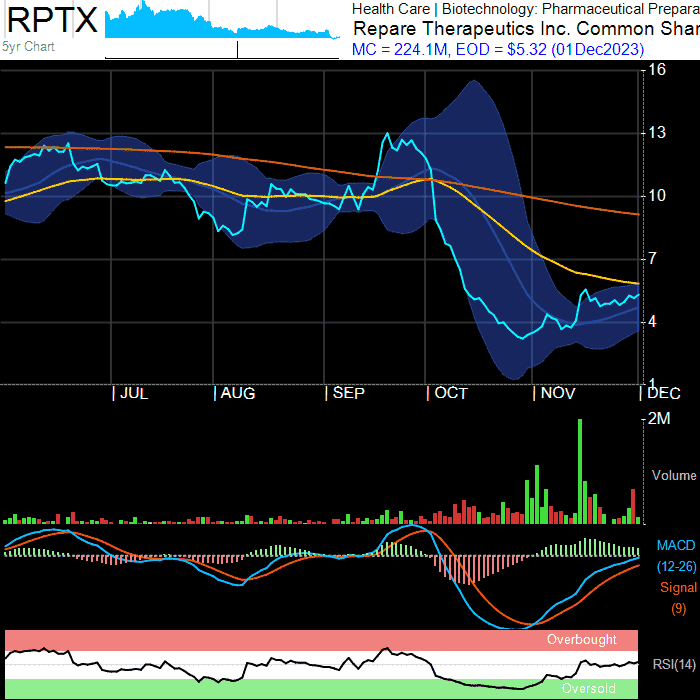 RPTX
5yr Chart
Health Care | Biotechnology: Pharmaceutical Prepara
Repare Therapeutics Inc. Common Shar
MC = 224.1M, EOD = $5.32 (01Dec2023)
16
13
10
7
4
1
| JUL | AUG | SEP | OCT | NOV | DEC
2M
Volume
MACD
(12-26)
Signal
(9)
Overbought
RSI(14)
Oversold